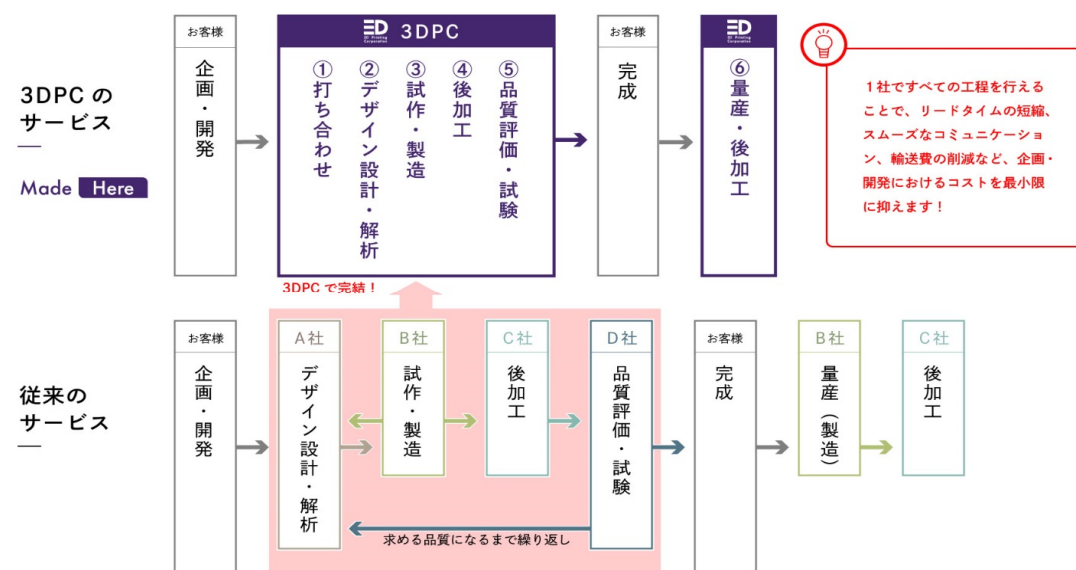 3DPC の
サービス
Made Here
お客様
企画・開発
3D
3D Printing
Corporation
3DPC
①打ち合わせ
②デザイン設計・解析
③試作・製造
④後加工
⑤品質評価・試験
お客様
完成
3D
3D Printing
Corporation
⑥量産・後加工
1社ですべての工程を行える
ことで、リードタイムの短縮、
スムーズなコミュニケーショ
ン、輸送費の削減など、企画・
開発におけるコストを最小限
に抑えます！
3DPC で完結！
従来の
サービス
お客様
企画・開発
A社
デザイン設計・解析
B社
試作・製造
C社
後加工
D社
品質評価・試験
求める品質になるまで繰り返し
お客様
完成
B社
量産（製造）
C社
後加工